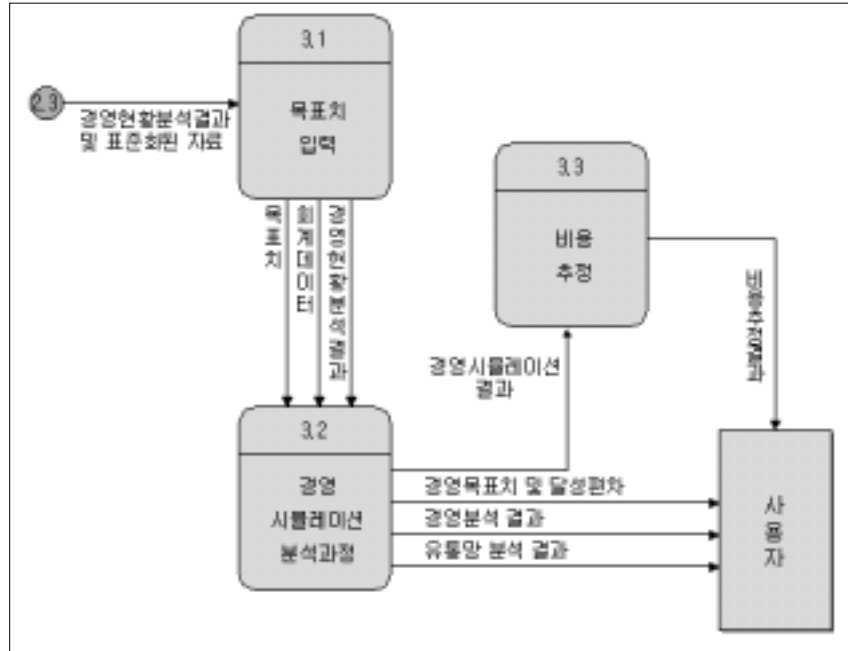 3.1
목표치
입력
2.3
경영현황분석결과
및 표준화된 자료
목표치
회계데이터
경영현황분석결과
3.3
비용
추정
비용추정결과
경영시뮬레이션
결과
3.2
경영
시뮬레이션
분석과정
경영목표치 및 달성편차
경영분석 결과
유통망 분석 결과
사용자